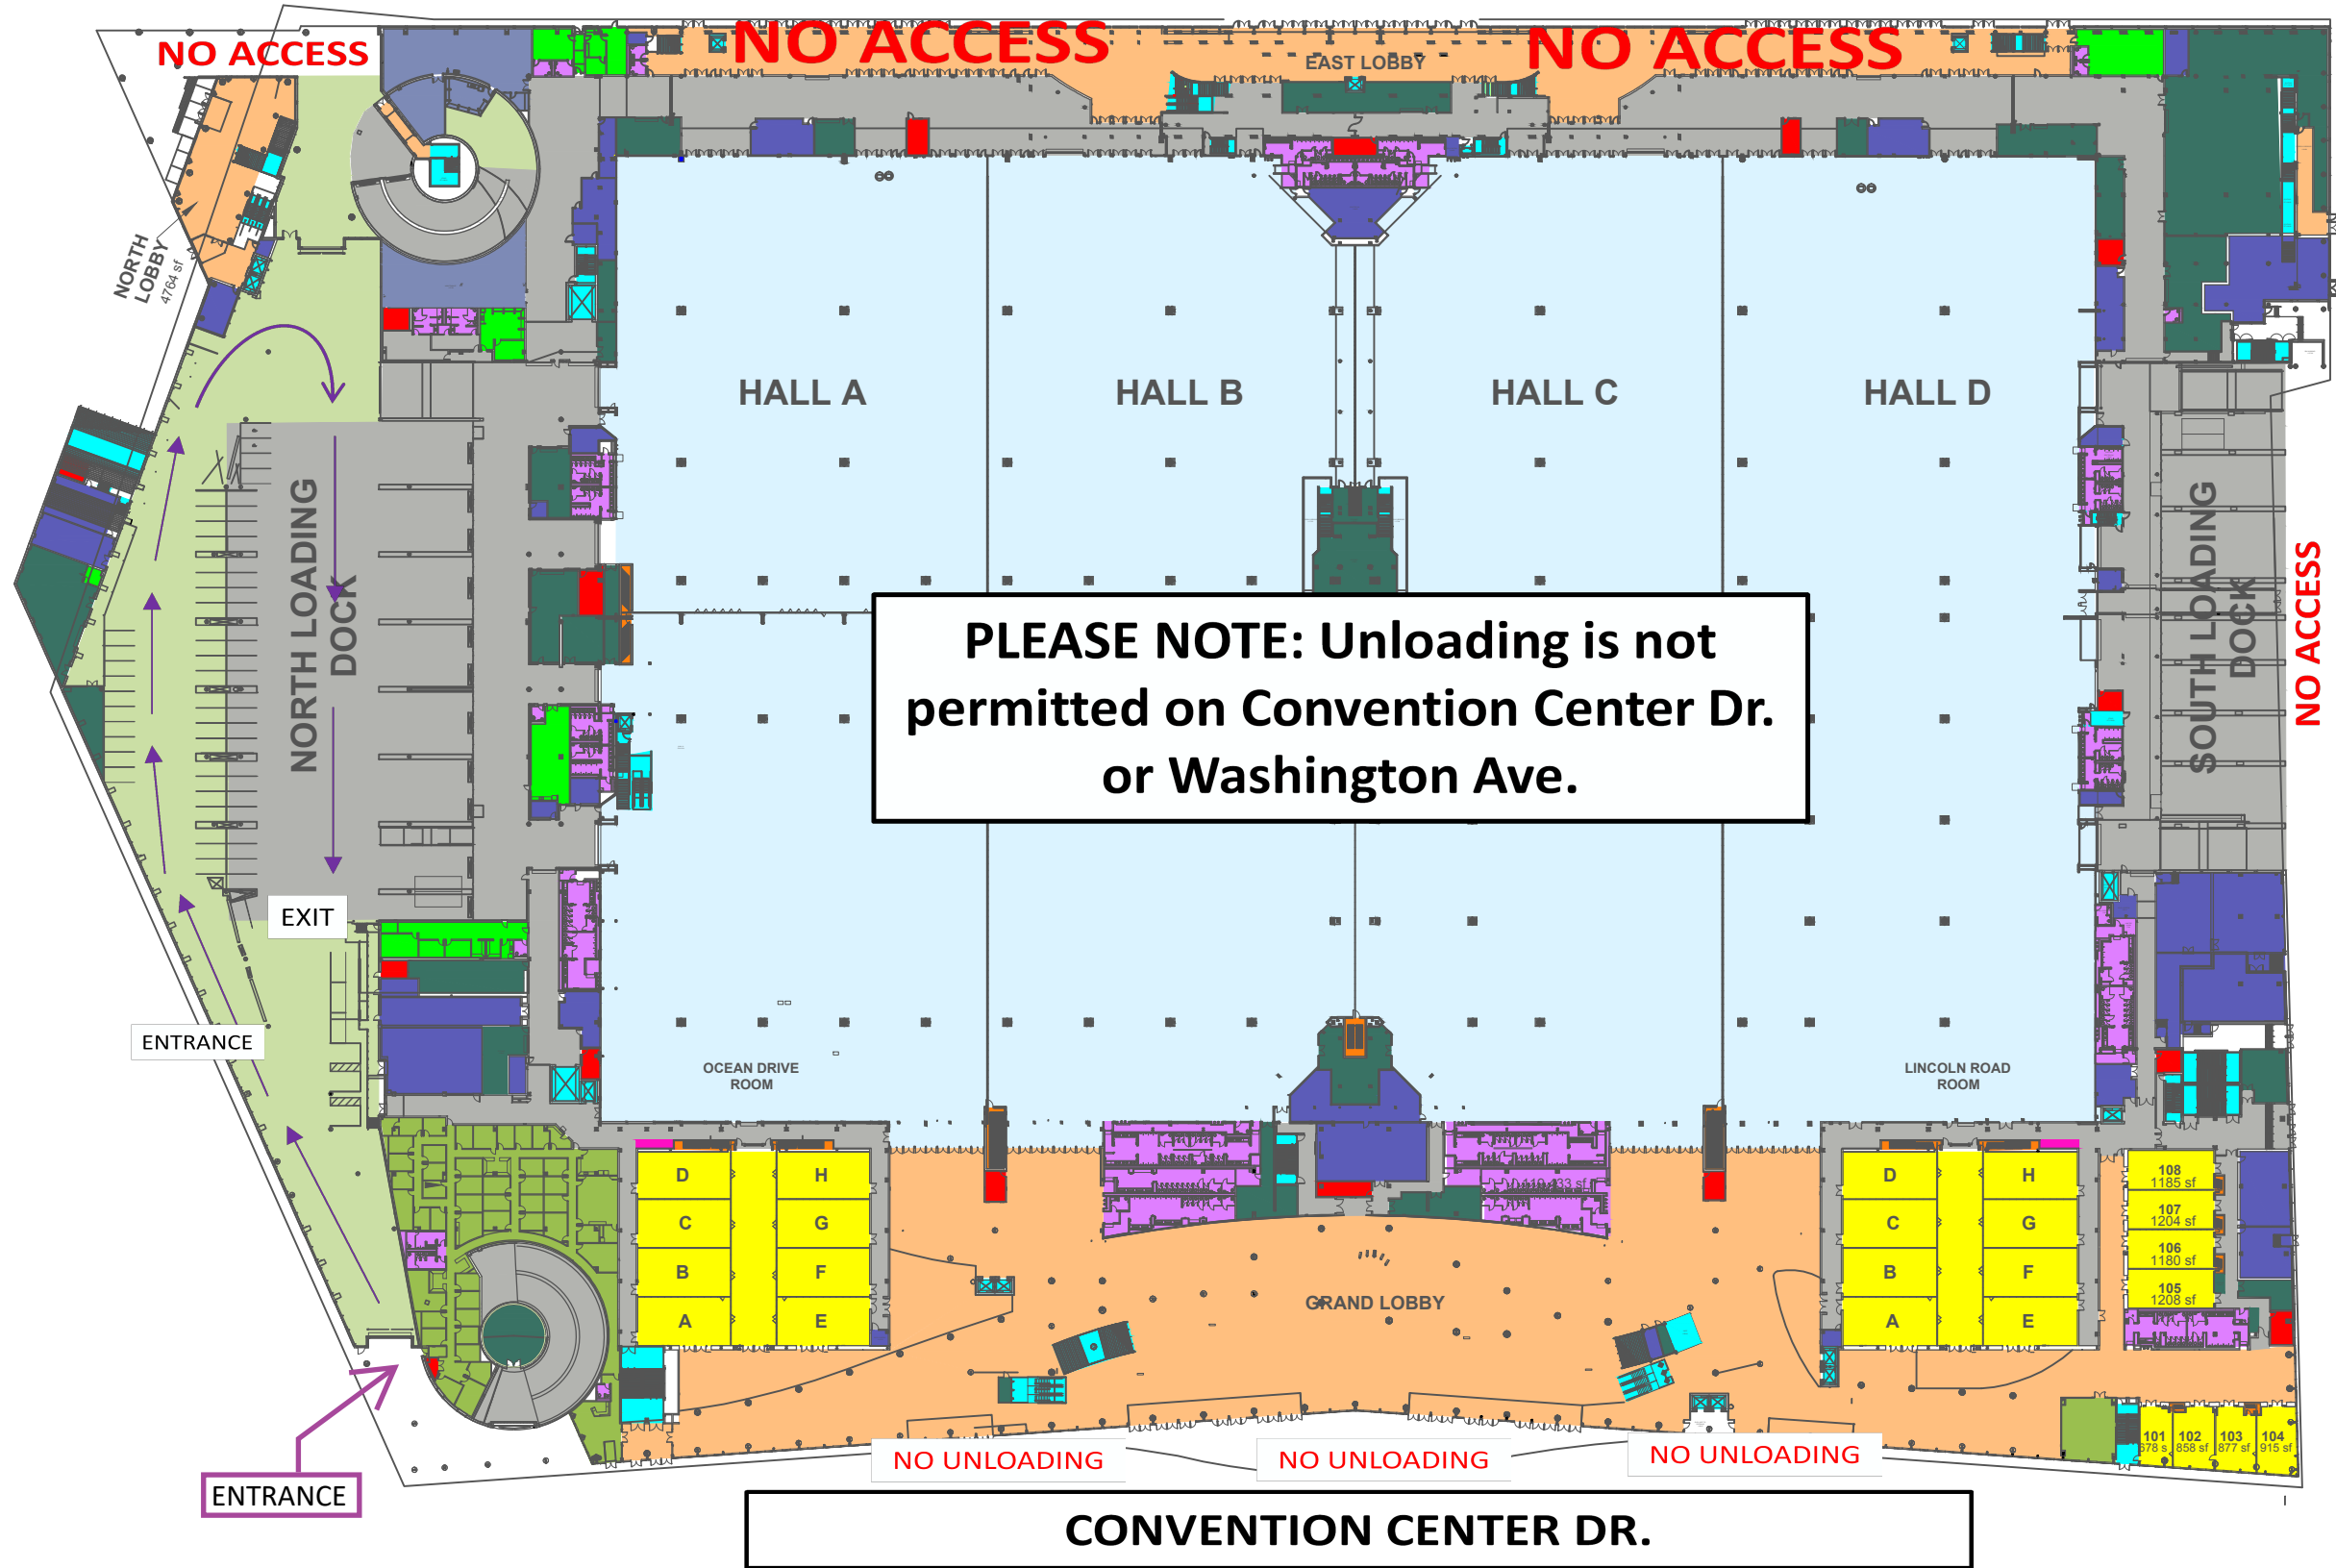 NO ACCESS
NO ACCESS
NO ACCESS
EAST LOBBY
NORTH
LOBBY
4764 sf
HALL A
HALL B
HALL C
HALL D
NORTH LOADING
DOCK
SOUTH LOADING
DOCK
NO ACCESS
PLEASE NOTE: Unloading is not
permitted on Convention Center Dr.
or Washington Ave.
EXIT
ENTRANCE
OCEAN DRIVE
ROOM
LINCOLN ROAD
ROOM
D
H
C
G
B
F
A
E
D
H
C
G
B
F
A
E
108
1185 sf
107
1204 sf
106
1180 sf
105
1208 sf
GRAND LOBBY
101
102
858 sf
103
877 sf
104
915 sf
NO UNLOADING
NO UNLOADING
NO UNLOADING
ENTRANCE
CONVENTION CENTER DR.